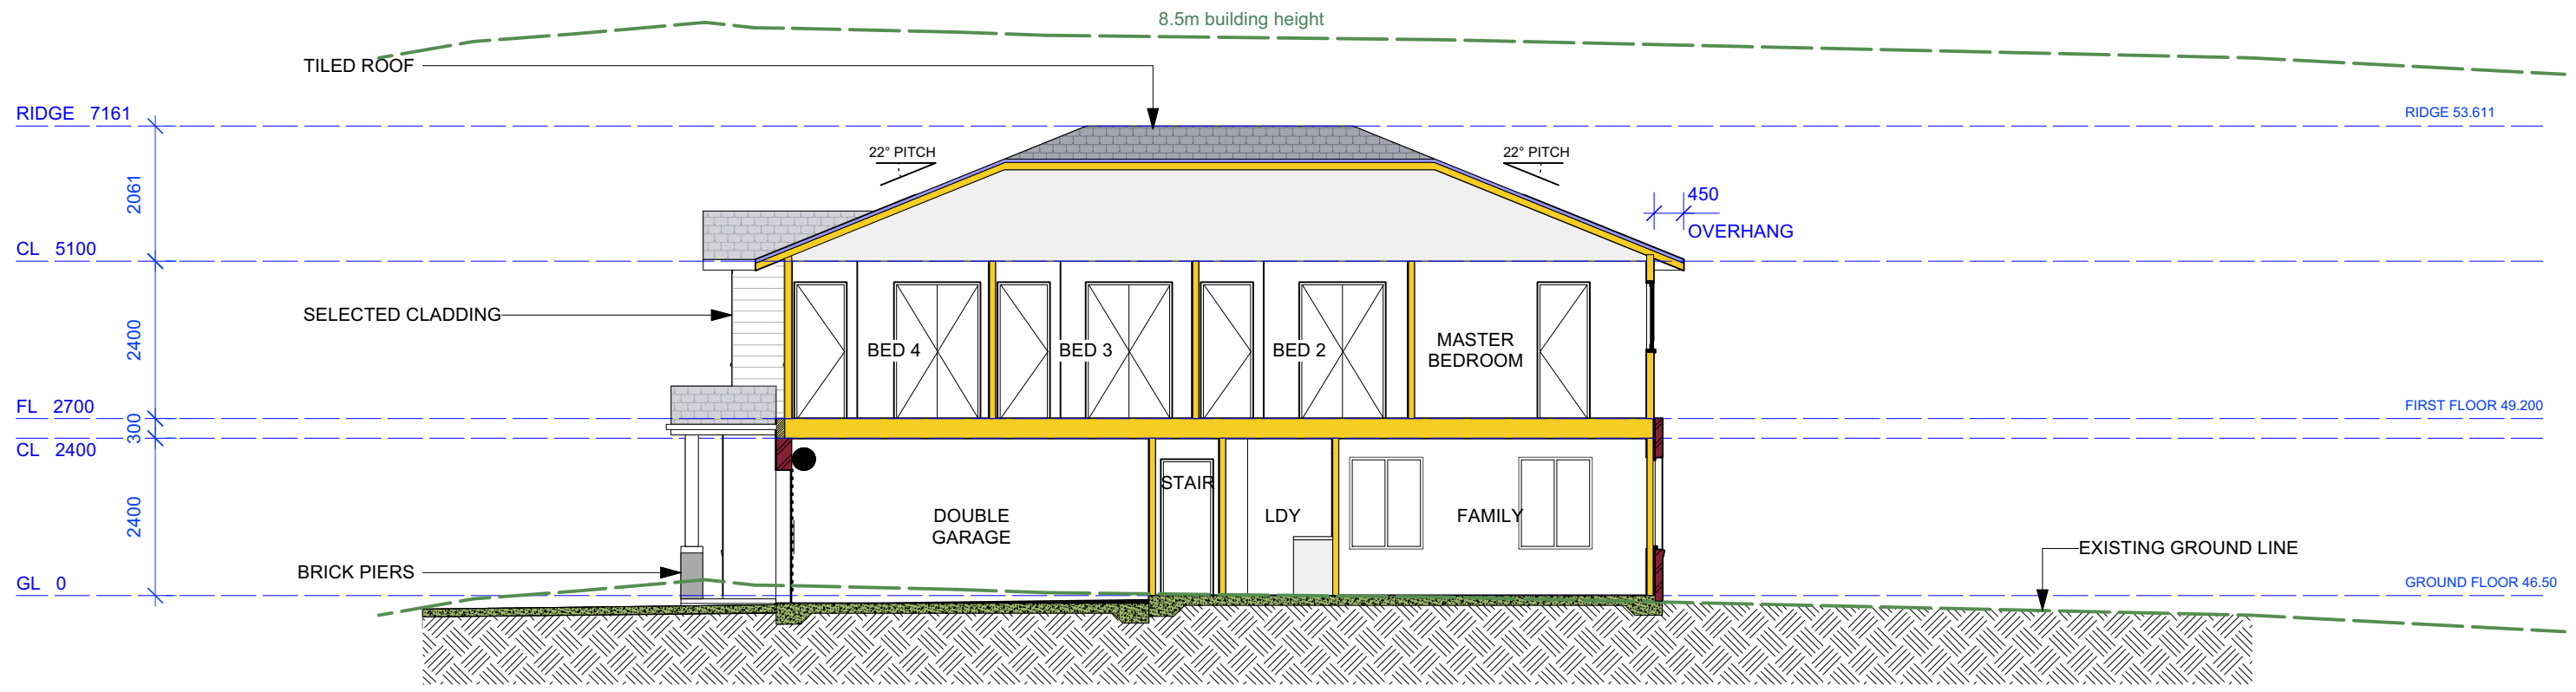 8.5m building height
TILED ROOF
RIDGE 7161
RIDGE 53.611
22° PITCH
22° PITCH
2061
450
OVERHANG
CL 5100
SELECTED CLADDING
2400
MASTER
BEDROOM
BED 4
BED 3
BED 2
FL 2700
FIRST FLOOR 49.200
300
CL 2400
STAIR
2400
DOUBLE
GARAGE
LDY
FAMILY
EXISTING GROUND LINE
BRICK PIERS
GL 0
GROUND FLOOR 46.50